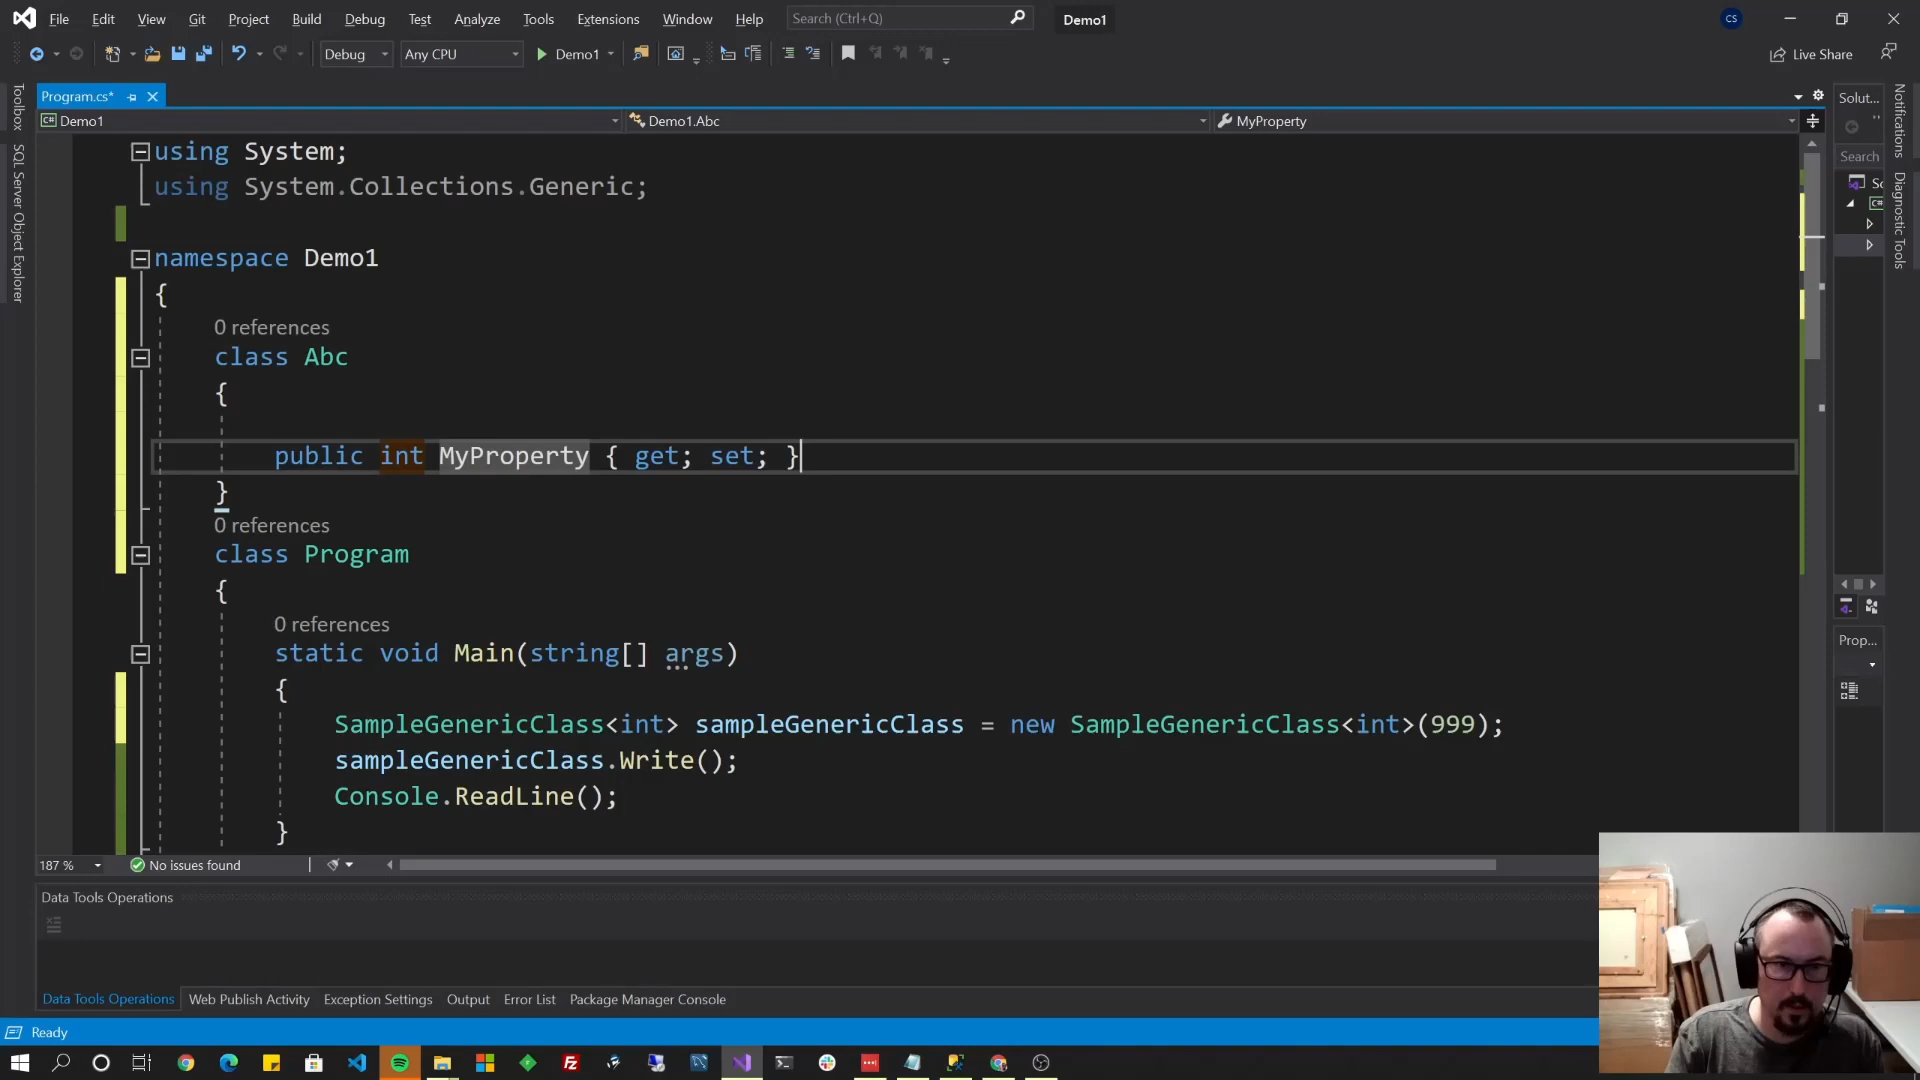 File Edit View Git Project Build Debug Test Analyze Tools Extensions Window Help Search (Ctrl+Q) Demo1 CS
Debug Any CPU Demo1 Live Share
Program.cs*
Demo1 Demo1.Abc MyProperty
Toolbox
SQL Server Object Explorer
using System;
using System.Collections.Generic;
namespace Demo1
{
0 references
class Abc
{
public int MyProperty { get; set; }
}
0 references
class Program
{
0 references
static void Main(string[] args)
{
SampleGenericClass<int> sampleGenericClass = new SampleGenericClass<int>(999);
sampleGenericClass.Write();
Console.ReadLine();
}
187 % No issues found
Solut...
Search
Prop...
Notifications
Diagnostic Tools
Data Tools Operations
Data Tools Operations Web Publish Activity Exception Settings Output Error List Package Manager Console
Ready